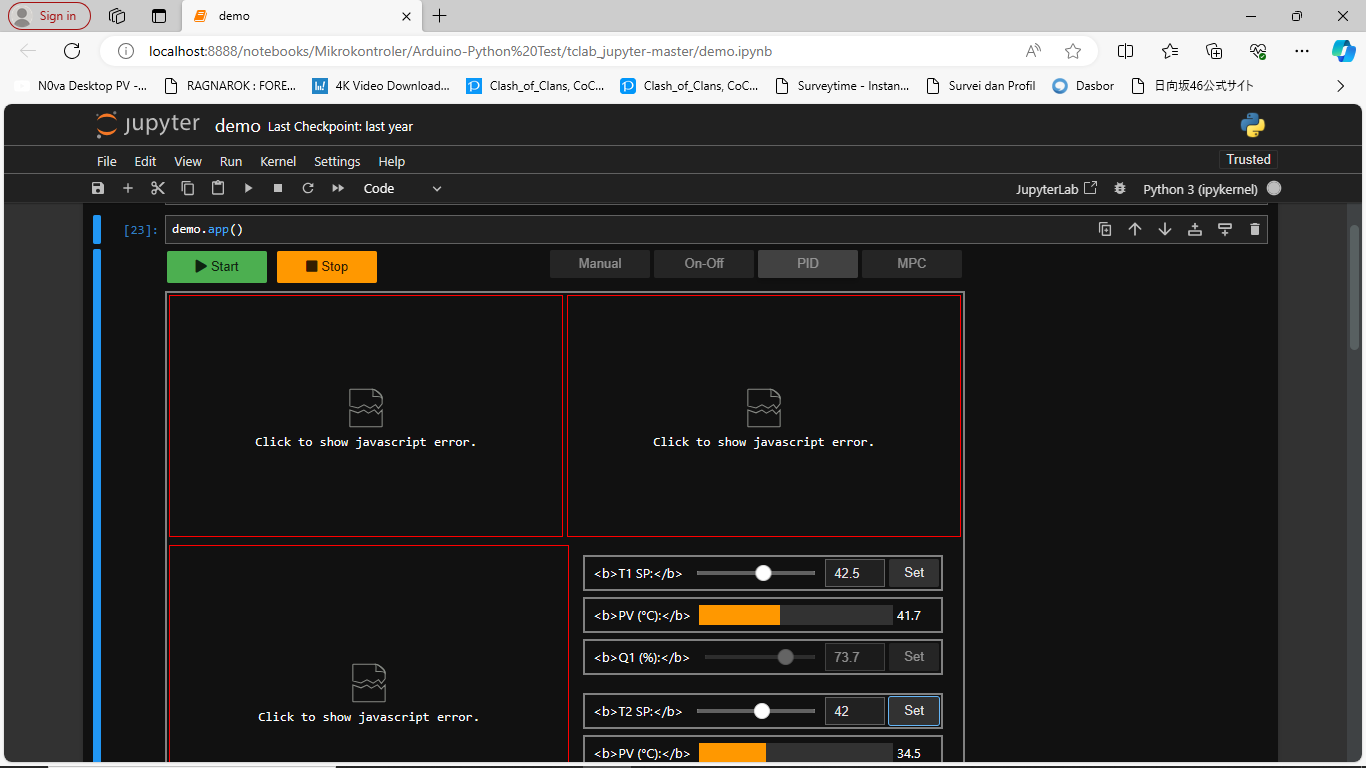 Sign in
demo
localhost:8888/notebooks/Mikrokontroler/Arduino-Python%20Test/tclab_jupyter-master/demo.ipynb
N0va Desktop PV -... RAGNAROK : FORE... 4K Video Download... Clash_of_Clans, CoC... Clash_of_Clans, CoC... Surveytime - Instan... Survei dan Profil Dasbor 日向坂46公式サイト
jupyter demo Last Checkpoint: last year
File Edit View Run Kernel Settings Help Trusted
Code JupyterLab Python 3 (ipykernel)
[23]: demo.app()
Start Stop Manual On-Off PID MPC
Click to show javascript error. Click to show javascript error.
<b>T1 SP:</b> 42.5 Set
<b>PV (°C):</b> 41.7
<b>Q1 (%):</b> 73.7 Set
<b>T2 SP:</b> 42 Set
Click to show javascript error.
<b>PV (°C):</b> 34.5